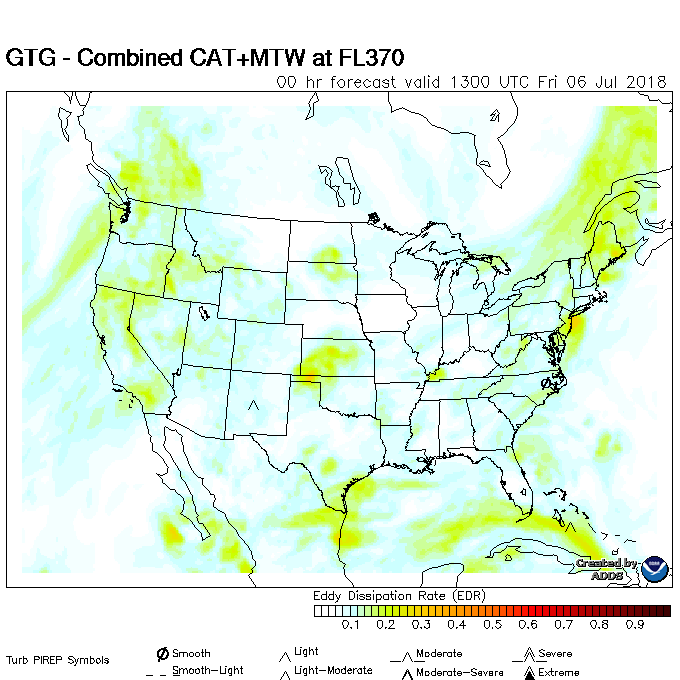 GTG - Combined CAT+MTW at FL370
00 hr forecast valid 1300 UTC Fri 06 Jul 2018
Created by
ADDS
Eddy Dissipation Rate (EDR)
0.1 0.2 0.3 0.4 0.5 0.6 0.7 0.8 0.9
Turb PIREP Symbols
Smooth Light Moderate Severe
Smooth-Light Light-Moderate Moderate-Severe Extreme